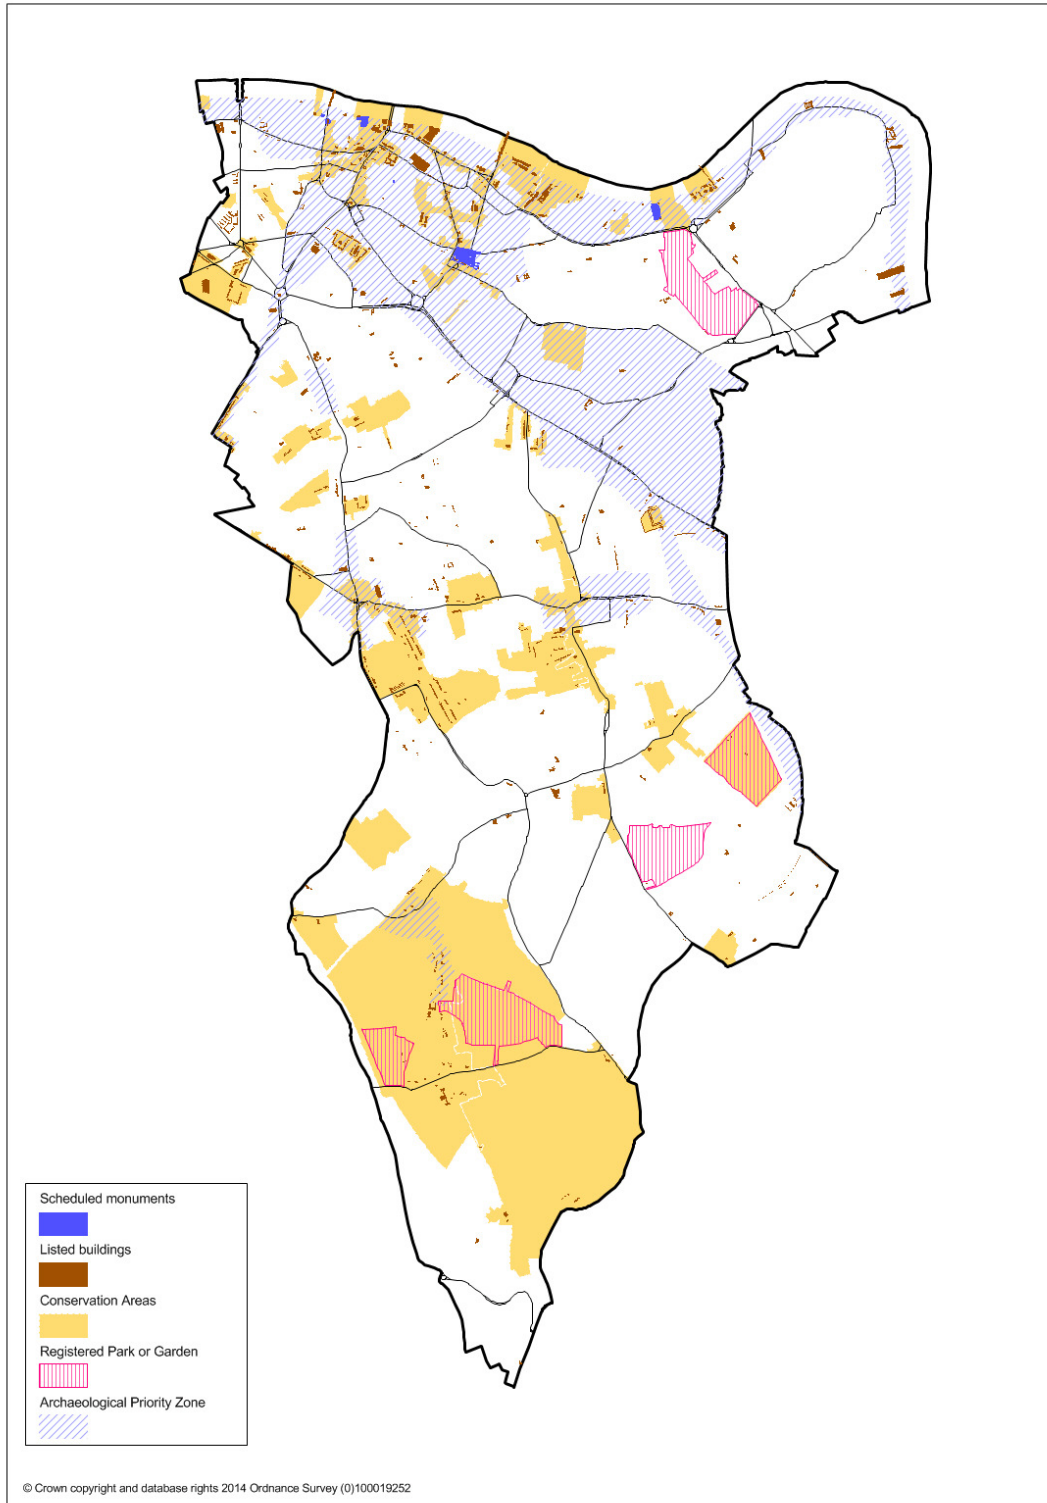 Scheduled monuments
Listed buildings
Conservation Areas
Registered Park or Garden
Archaeological Priority Zone
© Crown copyright and database rights 2014 Ordnance Survey (0)100019252